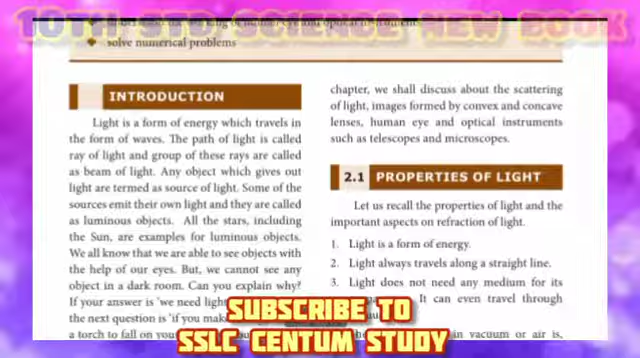 10TH STD SCIENCE NEW BOOK
solve numerical problems
INTRODUCTION
Light is a form of energy which travels in
the form of waves. The path of light is called
ray of light and group of these rays are called
as beam of light. Any object which gives out
light are termed as source of light. Some of the
sources emit their own light and they are called
as luminous objects. All the stars, including
the Sun, are examples for luminous objects.
We all know that we are able to see objects with
the help of our eyes. But, we cannot see any
object in a dark room. Can you explain why?
If your answer is 'we need light
the next question is 'if you make
a torch to fall on your
chapter, we shall discuss about the scattering
of light, images formed by convex and concave
lenses, human eye and optical instruments
such as telescopes and microscopes.
2.1 PROPERTIES OF LIGHT
Let us recall the properties of light and the
important aspects on refraction of light.
1. Light is a form of energy.
2. Light always travels along a straight line.
3. Light does not need any medium for its
It can even travel through
in vacuum or air is,
SUBSCRIBE TO
SSLC CENTUM STUDY